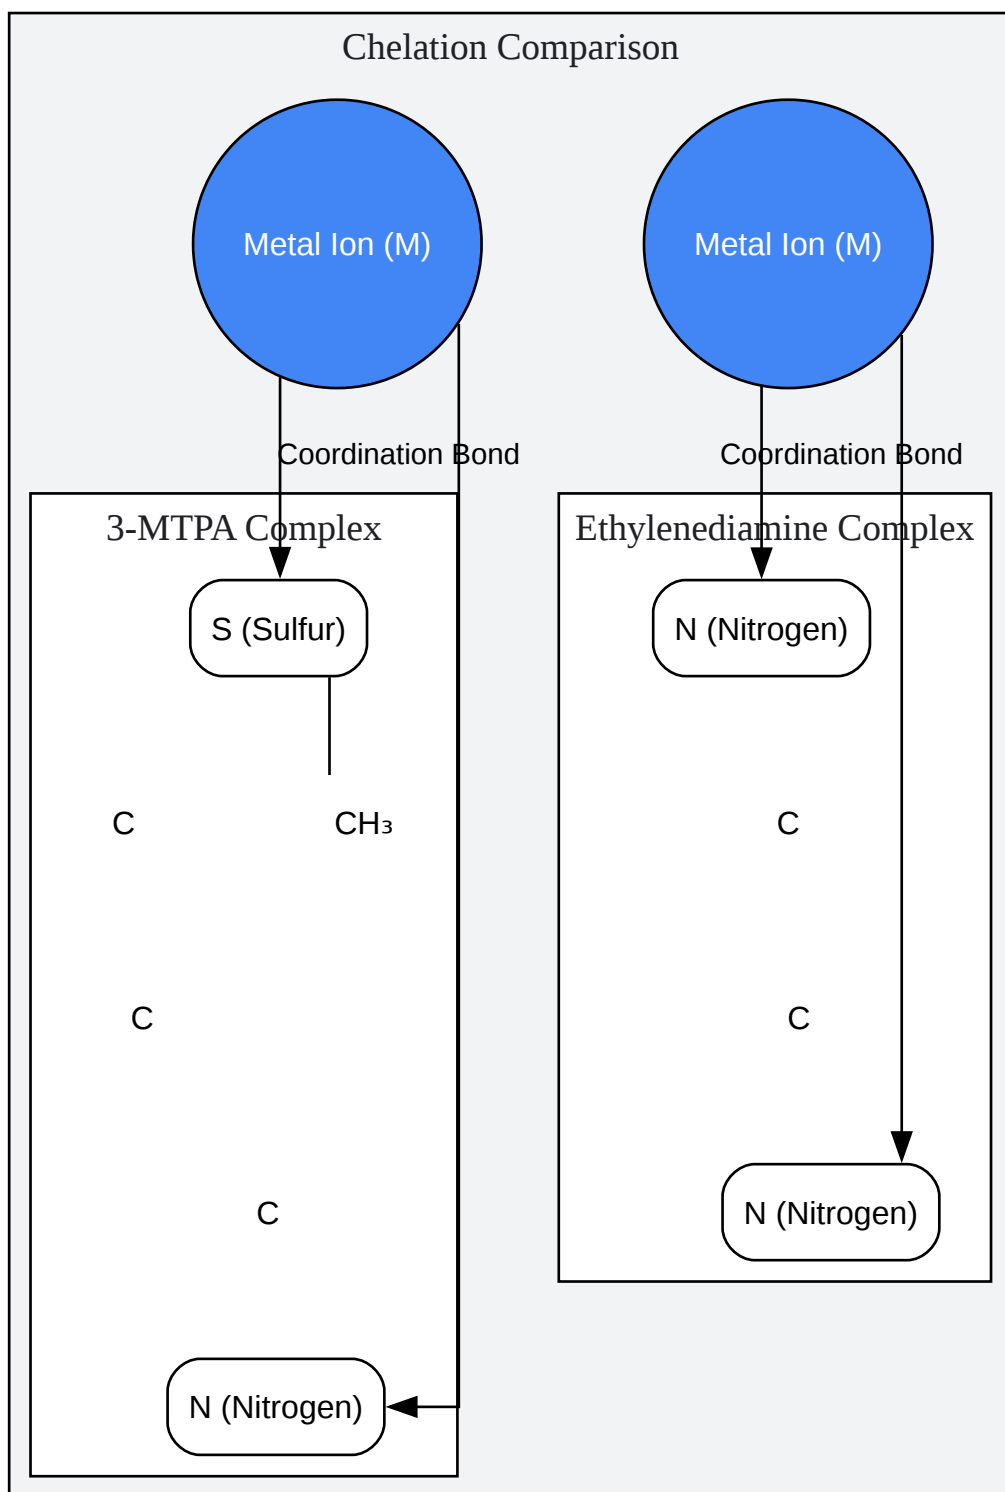 Chelation Comparison
Metal Ion (M)
Metal Ion (M)
Coordination Bond
Coordination Bond
3-MTPA Complex
S (Sulfur)
C
CH₃
C
C
N (Nitrogen)
Ethylenediamine Complex
N (Nitrogen)
C
C
N (Nitrogen)